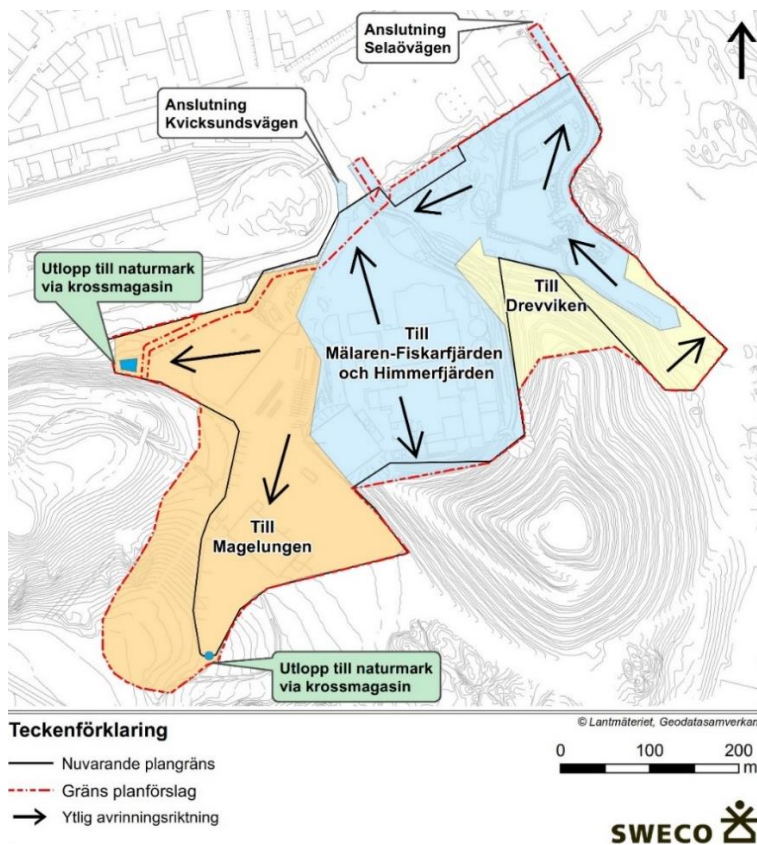 Anslutning
Selaövägen
Anslutning
Kvicksundsvägen
Utlopp till naturmark
via krossmagasin
Till
Drevviken
Till
Mälaren-Fiskarfjärden
och Himmerfjärden
Till
Magelungen
Utlopp till naturmark
via krossmagasin
© Lantmäteriet, Geodatasamverkan
Teckenförklaring
Nuvarande plangräns
Gräns planförslag
Ytlig avrinningsriktning
0 100 200
m
SWECO